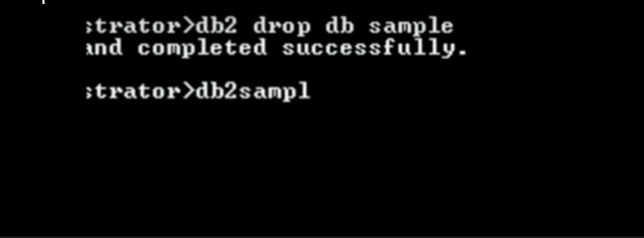 strator>db2 drop db sample
and completed successfully.
strator>db2sampl